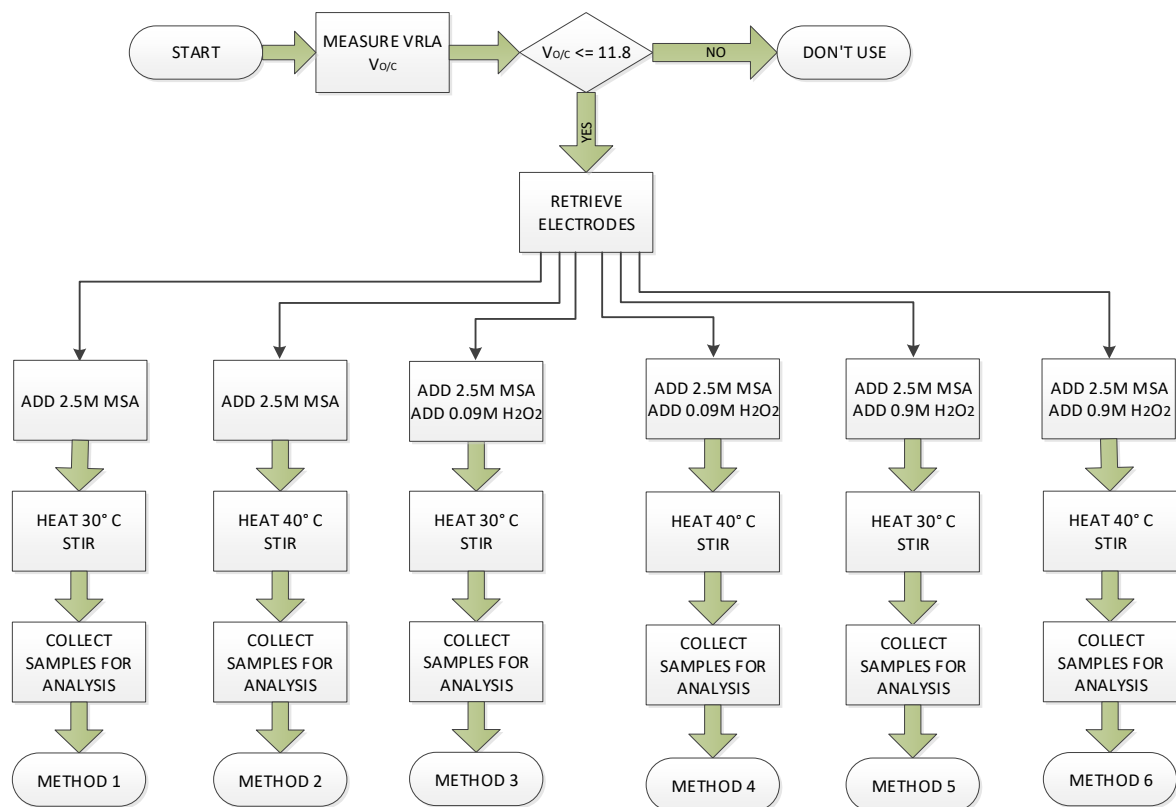 START
MEASURE VRLA
VO/C
VO/C <= 11.8
NO
DON'T USE
YES
RETRIEVE
ELECTRODES
ADD 2.5M MSA
ADD 2.5M MSA
ADD 2.5M MSA
ADD 0.09M H2O2
ADD 2.5M MSA
ADD 0.09M H2O2
ADD 2.5M MSA
ADD 0.9M H2O2
ADD 2.5M MSA
ADD 0.9M H2O2
HEAT 30° C
STIR
HEAT 40° C
STIR
HEAT 30° C
STIR
HEAT 40° C
STIR
HEAT 30° C
STIR
HEAT 40° C
STIR
COLLECT
SAMPLES FOR
ANALYSIS
COLLECT
SAMPLES FOR
ANALYSIS
COLLECT
SAMPLES FOR
ANALYSIS
COLLECT
SAMPLES FOR
ANALYSIS
COLLECT
SAMPLES FOR
ANALYSIS
COLLECT
SAMPLES FOR
ANALYSIS
METHOD 1
METHOD 2
METHOD 3
METHOD 4
METHOD 5
METHOD 6